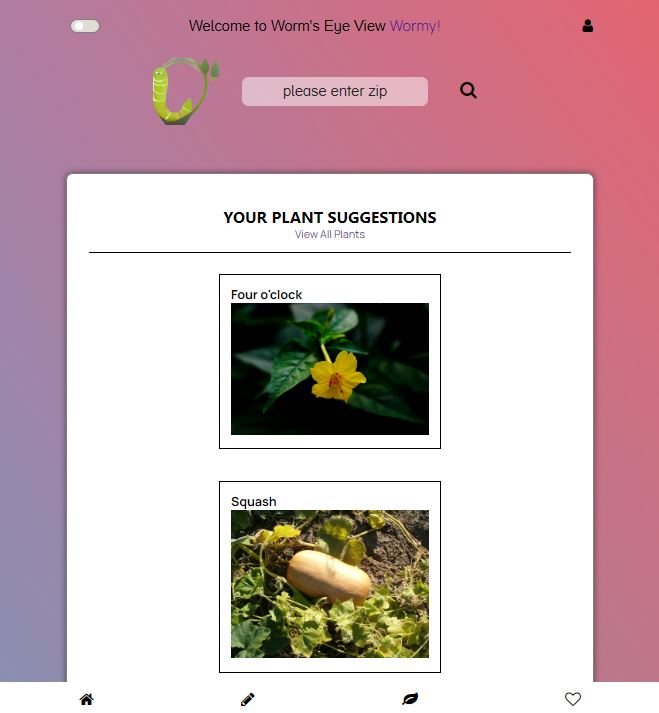 Welcome to Worm's Eye View Wormy!
please enter zip
YOUR PLANT SUGGESTIONS
View All Plants
Four o'clock
Squash